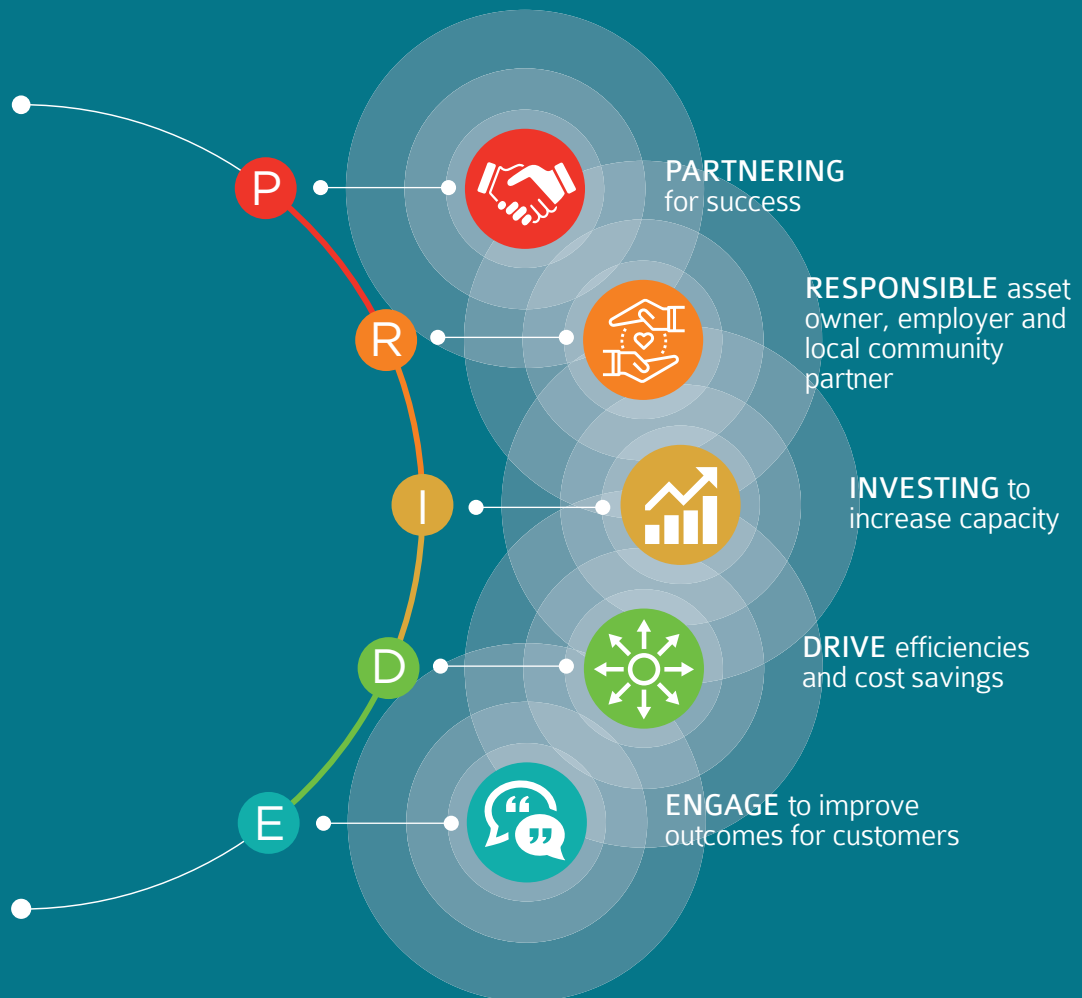 P
PARTNERING
for success
R
RESPONSIBLE asset
owner, employer and
local community
partner
I
INVESTING to
increase capacity
D
DRIVE efficiencies
and cost savings
E
ENGAGE to improve
outcomes for customers